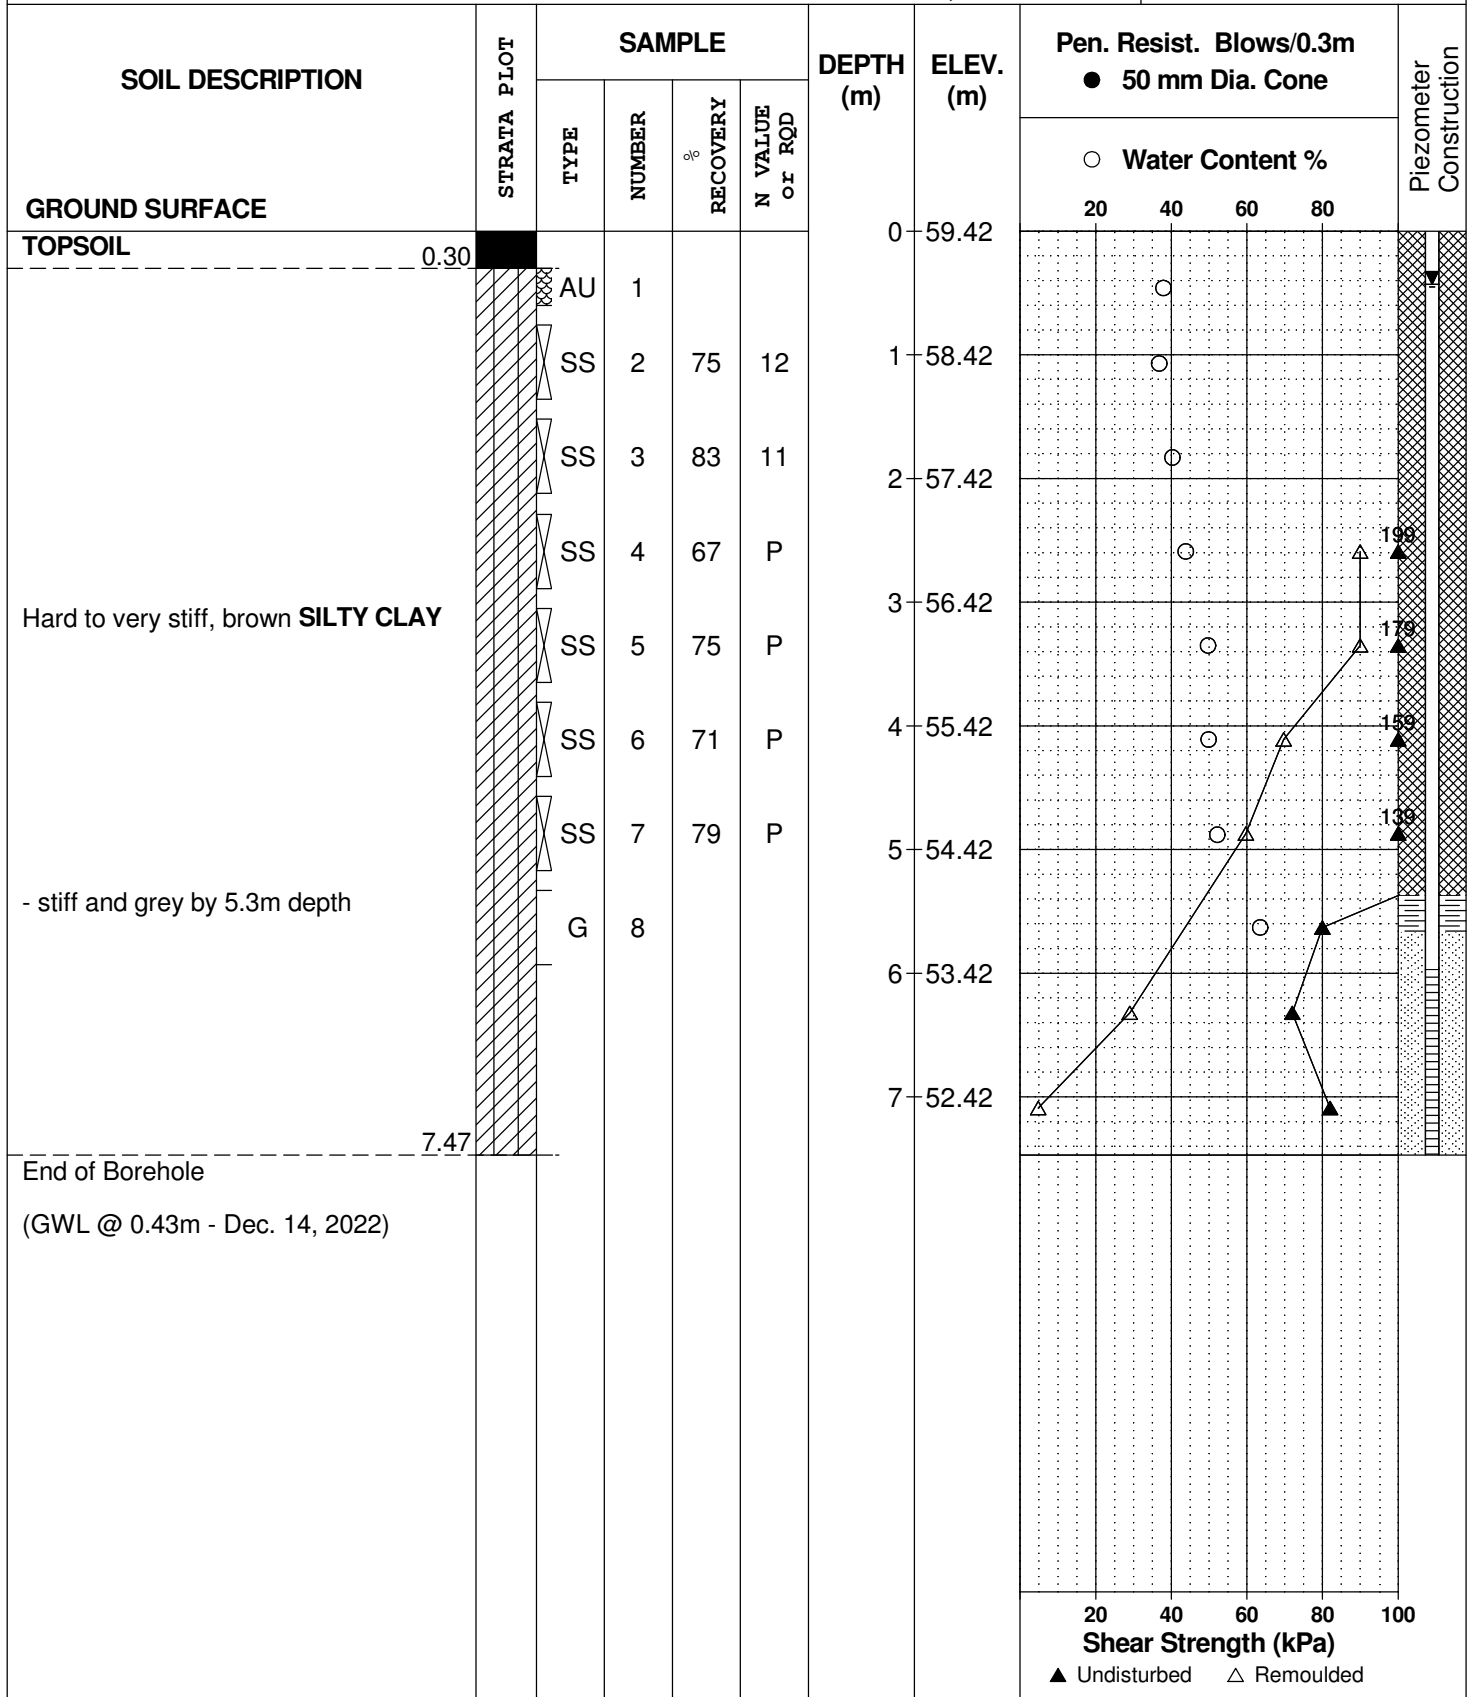 SOIL DESCRIPTION
GROUND SURFACE
STRATA PLOT
SAMPLE
TYPE
NUMBER
% RECOVERY
N VALUE or RQD
DEPTH (m)
ELEV. (m)
Pen. Resist. Blows/0.3m
● 50 mm Dia. Cone
○ Water Content %
20 40 60 80
Piezometer Construction
TOPSOIL 0.30
0 59.42
AU 1
SS 2 75 12
1 58.42
SS 3 83 11
2 57.42
199
SS 4 67 P
3 56.42
Hard to very stiff, brown SILTY CLAY
179
SS 5 75 P
4 55.42
159
SS 6 71 P
139
SS 7 79 P
5 54.42
- stiff and grey by 5.3m depth
G 8
6 53.42
7 52.42
7.47
End of Borehole
(GWL @ 0.43m - Dec. 14, 2022)
20 40 60 80 100
Shear Strength (kPa)
▲ Undisturbed △ Remoulded